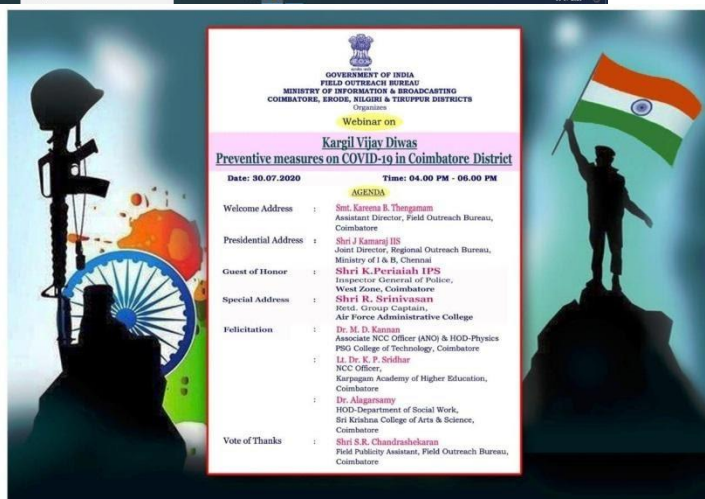 GOVERNMENT OF INDIA
FIELD OUTREACH BUREAU
MINISTRY OF INFORMATION & BROADCASTING
COIMBATORE, ERODE, NILGIRI & TIRUPPUR DISTRICTS
Organizes
Webinar on
Kargil Vijay Diwas
Preventive measures on COVID-19 in Coimbatore District
Date: 30.07.2020 Time: 04.00 PM - 06.00 PM
AGENDA
Welcome Address : Smt. Kareena B. Thengamam
Assistant Director, Field Outreach Bureau,
Coimbatore
Presidential Address : Shri J Kamaraj IIS
Joint Director, Regional Outreach Bureau,
Ministry of I & B, Chennai
Guest of Honor : Shri K.Periaiah IPS
Inspector General of Police,
West Zone, Coimbatore
Special Address : Shri R. Srinivasan
Retd. Group Captain,
Air Force Administrative College
Felicitation : Dr. M. D. Kannan
Associate NCC Officer (ANO) & HOD-Physics
PSG College of Technology, Coimbatore
: Lt. Dr. K. P. Sridhar
NCC Officer,
Karpagam Academy of Higher Education,
Coimbatore
: Dr. Alagarsamy
HOD-Department of Social Work,
Sri Krishna College of Arts & Science,
Coimbatore
Vote of Thanks : Shri S.R. Chandrashekaran
Field Publicity Assistant, Field Outreach Bureau,
Coimbatore